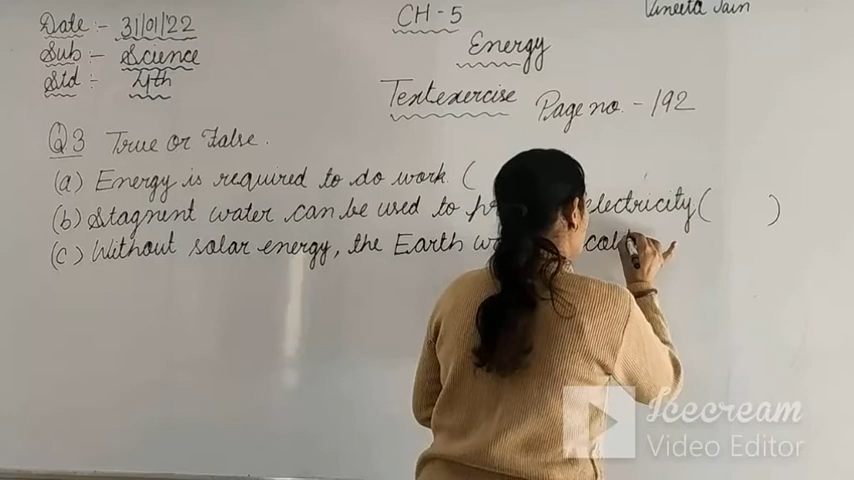 Date :- 31/01/22
CH - 5
Vineeta Jain
Sub :- Science
Energy
Std :- 4th
Textexercise Page no. - 192
Q3 True or False.
(a) Energy is required to do work. (
(b) Stagnent water can be used to electricity ( )
(c) Without solar energy, the Earth cold
Icecream
Video Editor